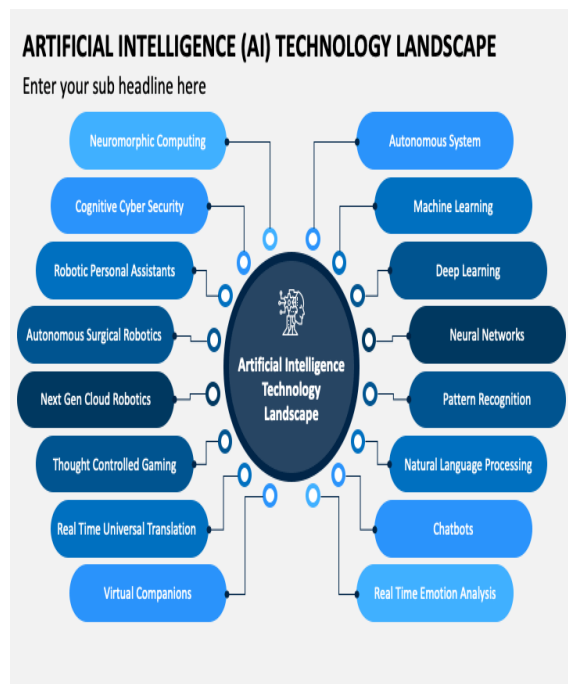 ARTIFICIAL INTELLIGENCE (AI) TECHNOLOGY LANDSCAPE
Enter your sub headline here
Neuromorphic Computing
Autonomous System
Cognitive Cyber Security
Machine Learning
Robotic Personal Assistants
Deep Learning
Autonomous Surgical Robotics
Neural Networks
Artificial Intelligence
Technology
Landscape
Next Gen Cloud Robotics
Pattern Recognition
Thought Controlled Gaming
Natural Language Processing
Real Time Universal Translation
Chatbots
Virtual Companions
Real Time Emotion Analysis